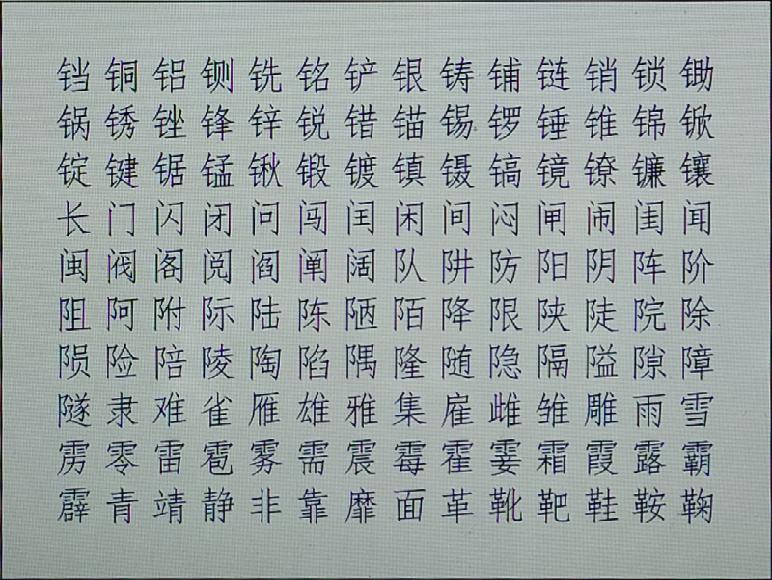 铛铜铝铡铣铭铲银铸铺链销锁锄
锅锈锉锋锌锐错锚锡锣锤锥锦锨
锭键锯锰锹锻镀镇镊镐镜镣镰镶
长门闪闭问闯闰闲间闷闸闹闺闻
闽阀阁阅阎阐阔队阱防阳阴阵阶
阻阿附际陆陈陋陌降限陕陡院除
陨险陪陵陶陷隅隆随隐隔隘隙障
隧隶难雀雁雄雅集雇雌雏雕雨雪
雳零雷雹雾需震霉霍霎霜霞露霸
霹青靖静非靠靡面革靴靶鞋鞍鞠